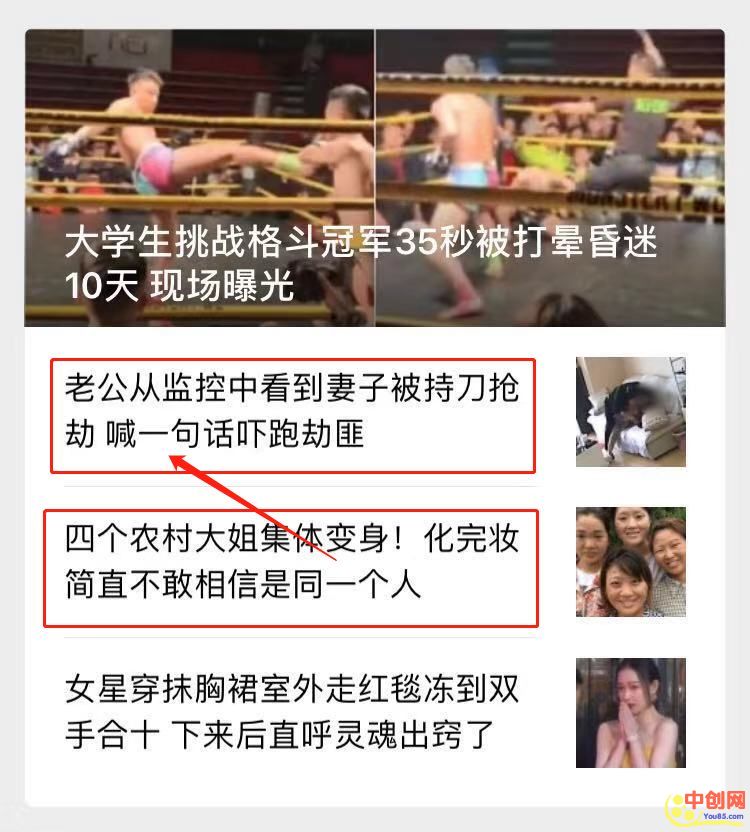 大学生挑战格斗冠军35秒被打晕昏迷
10天 现场曝光
老公从监控中看到妻子被持刀抢
劫 喊一句话吓跑劫匪
四个农村大姐集体变身！化完妆
简直不敢相信是同一个人
女星穿抹胸裙室外走红毯冻到双
手合十 下来后直呼灵魂出窍了
中创网
You85.com